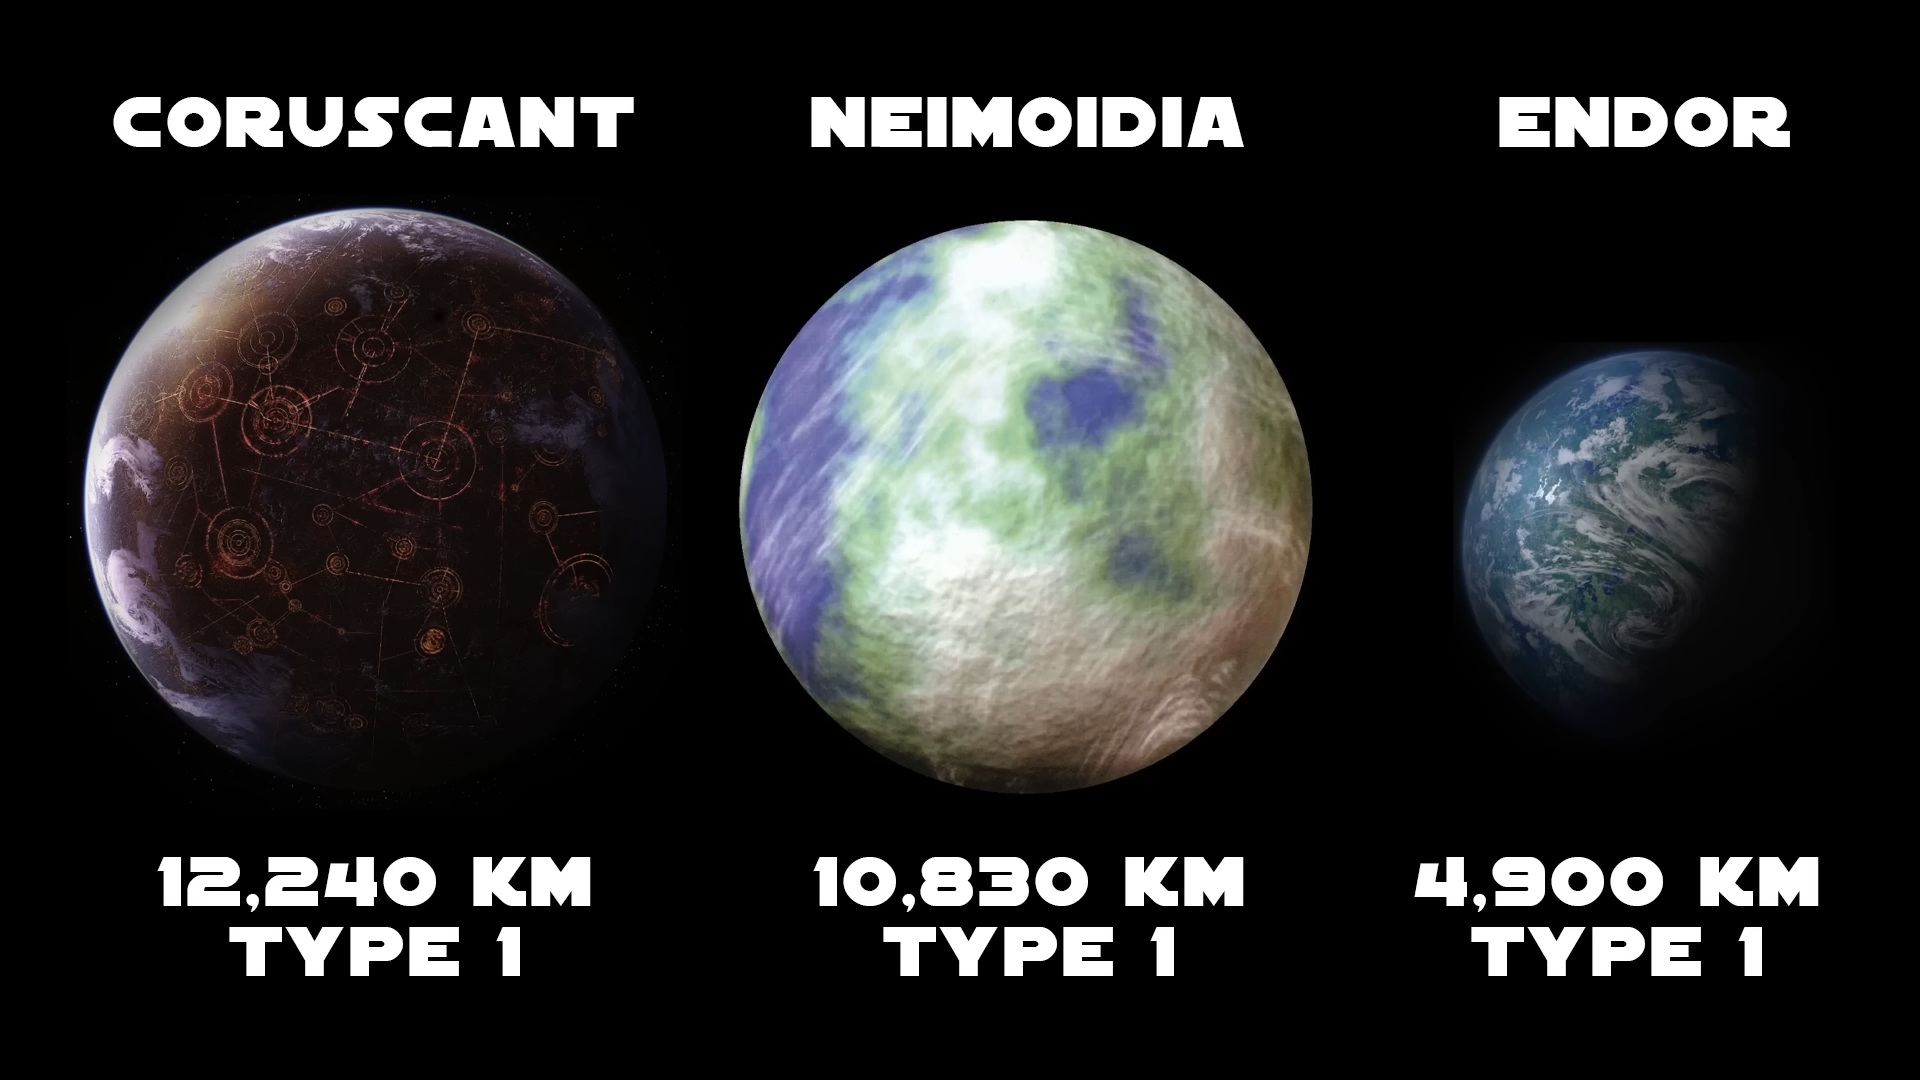 CORUSCANT
NEIMOIDIA
ENDOR
12,240 KM
TYPE 1
10,830 KM
TYPE 1
4,900 KM
TYPE 1